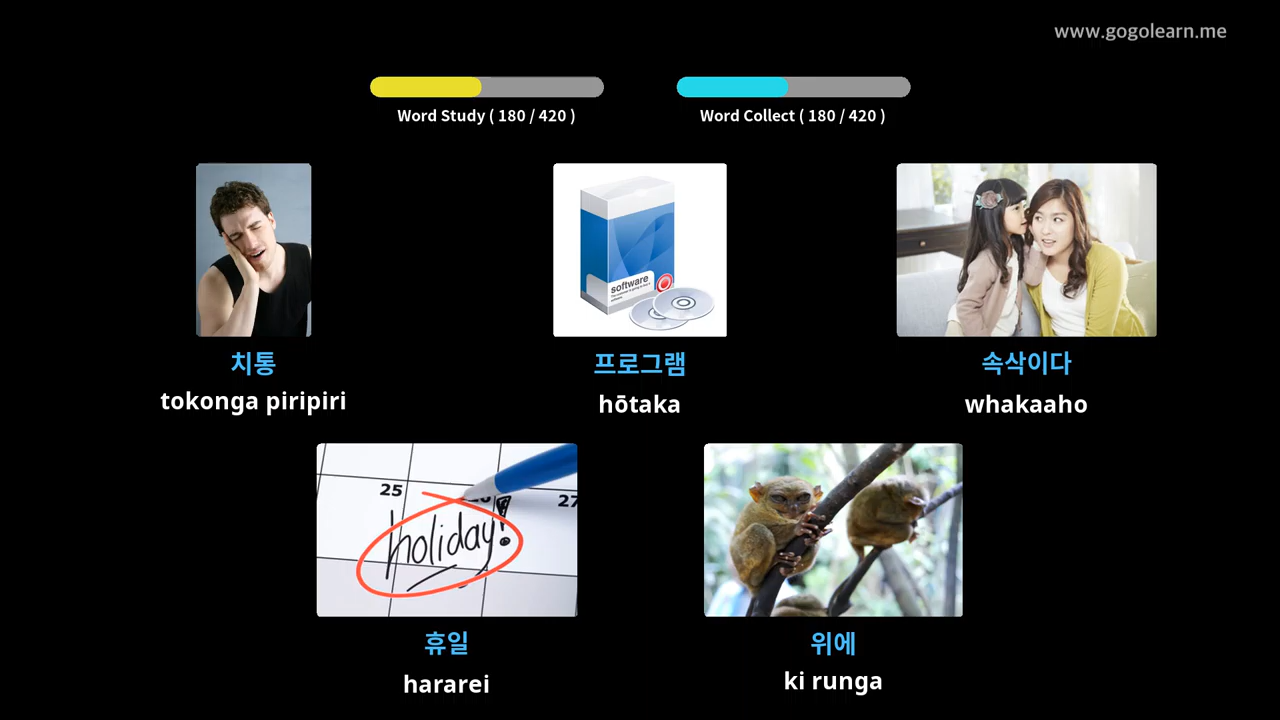 www.gogolearn.me
Word Study ( 180 / 420 )
Word Collect ( 180 / 420 )
software
치통
프로그램
속삭이다
tokonga piripiri
hōtaka
whakaaho
25
27
holiday!
휴일
위에
hararei
ki runga